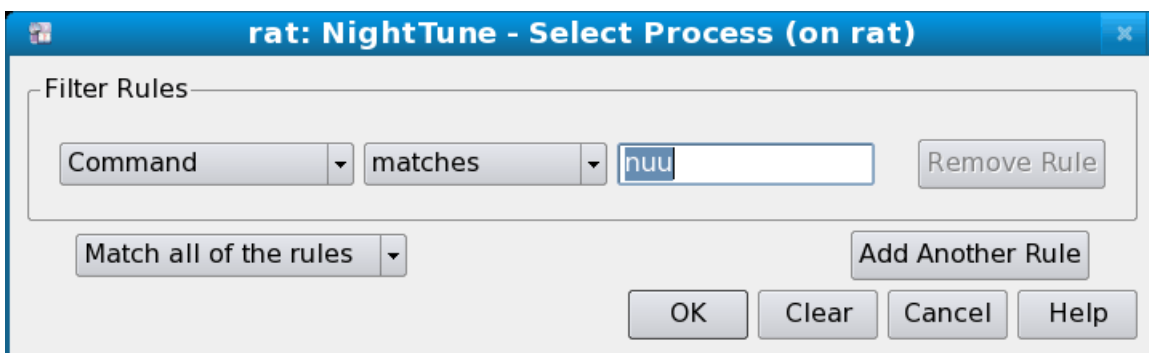 rat: NightTune - Select Process (on rat)
Filter Rules
Command matches nuu Remove Rule
Match all of the rules Add Another Rule
OK Clear Cancel Help